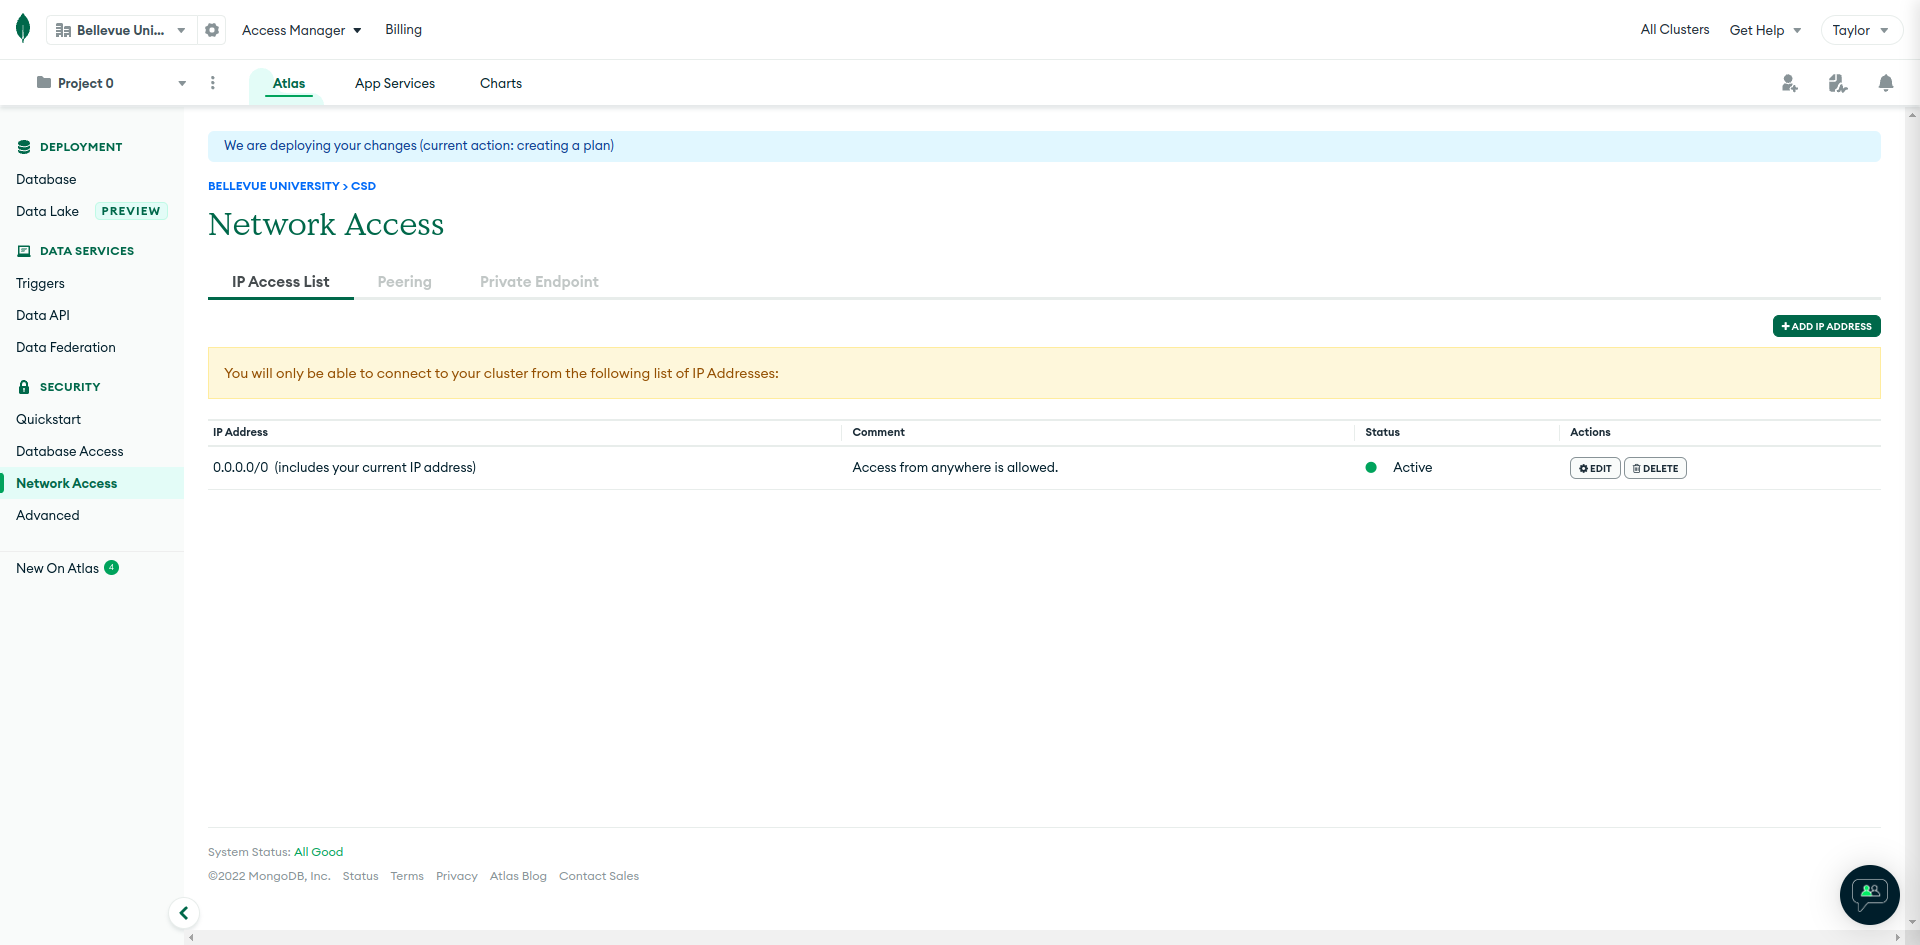 Bellevue Uni...
Access Manager
Billing
All Clusters
Get Help
Taylor
Project 0
Atlas
App Services
Charts
DEPLOYMENT
Database
Data Lake PREVIEW
DATA SERVICES
Triggers
Data API
Data Federation
SECURITY
Quickstart
Database Access
Network Access
Advanced
New On Atlas 4
We are deploying your changes (current action: creating a plan)
BELLEVUE UNIVERSITY > CSD
Network Access
IP Access List
Peering
Private Endpoint
+ ADD IP ADDRESS
You will only be able to connect to your cluster from the following list of IP Addresses:
IP Address Comment Status Actions
0.0.0.0/0 (includes your current IP address) Access from anywhere is allowed. Active EDIT DELETE
System Status: All Good
©2022 MongoDB, Inc. Status Terms Privacy Atlas Blog Contact Sales